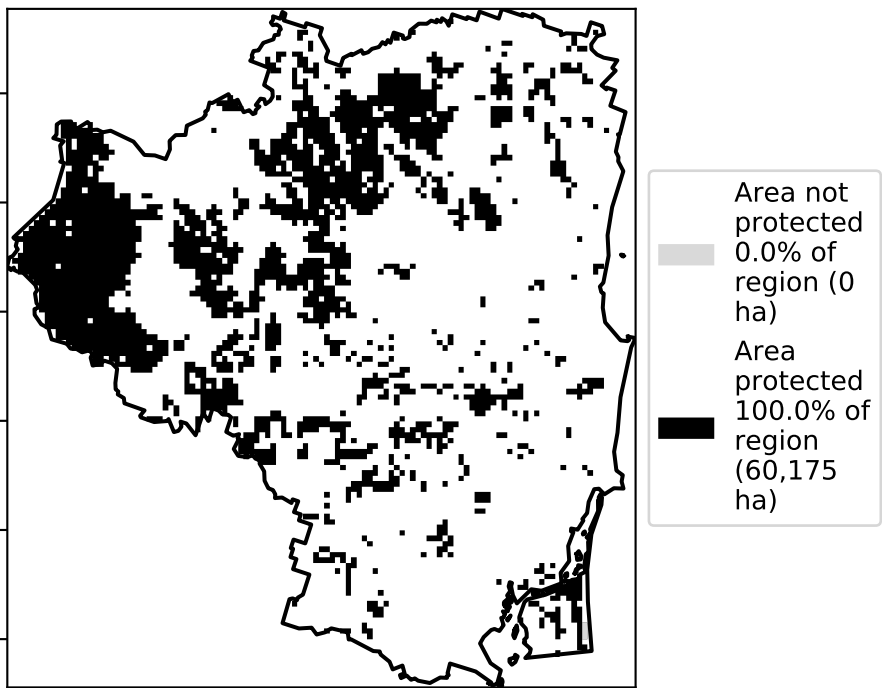 Area not
protected
0.0% of
region (0
ha)
Area
protected
100.0% of
region
(60,175
ha)